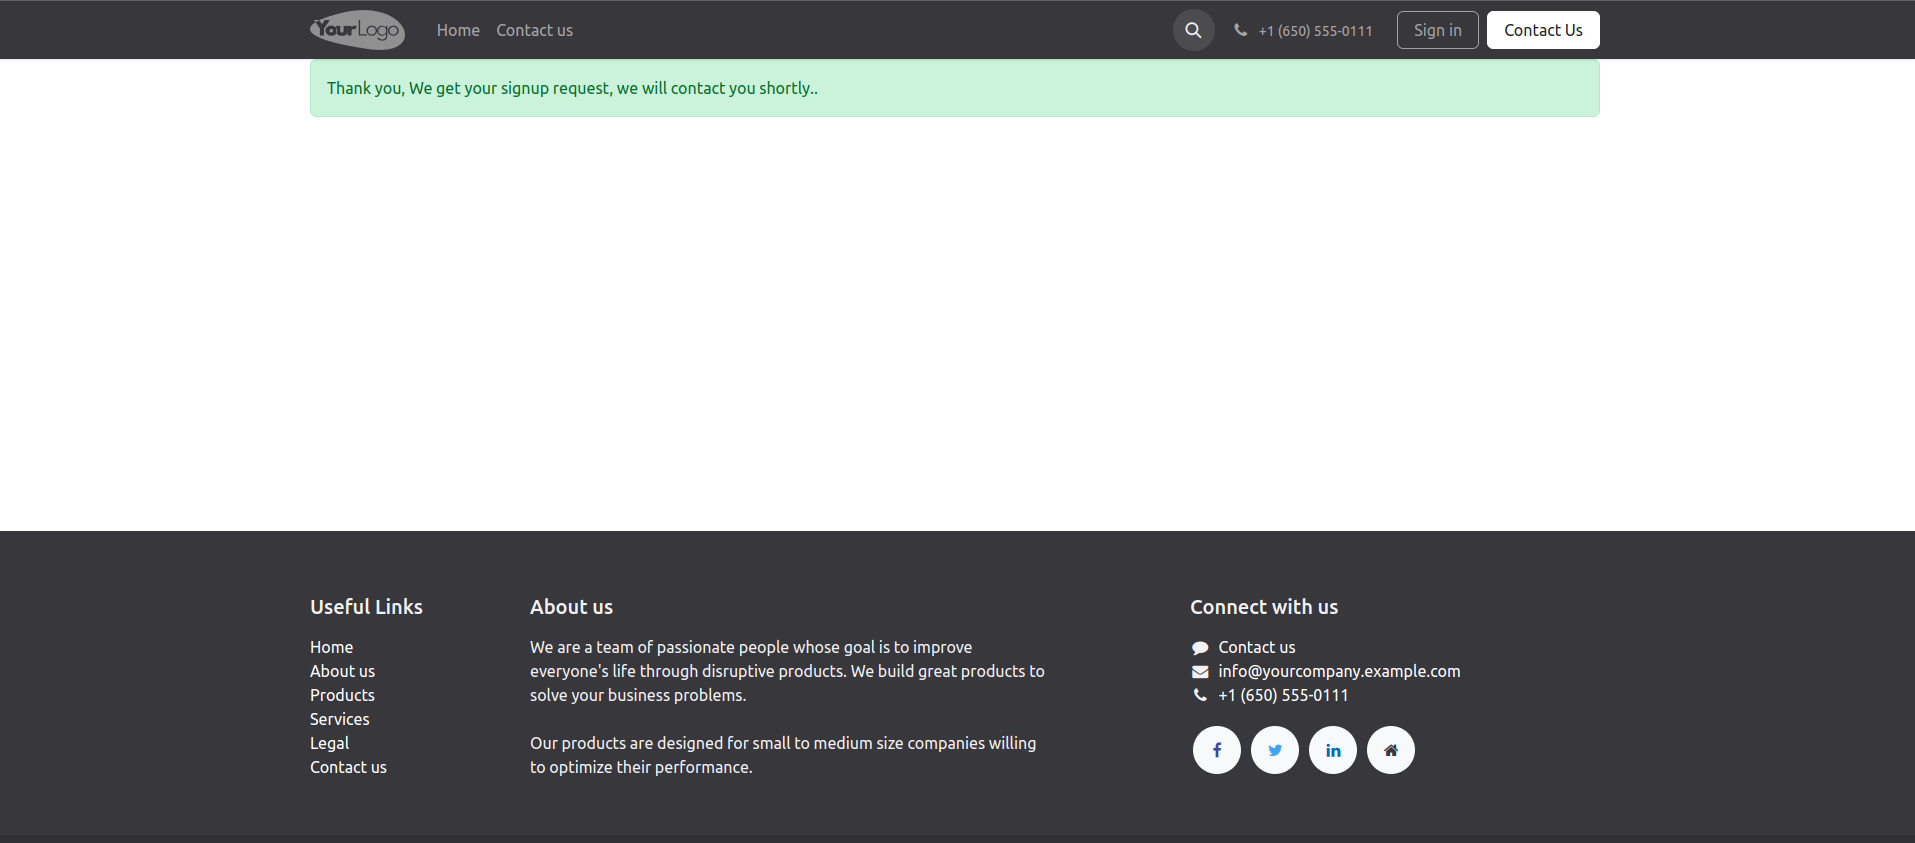 YourLogo
Home
Contact us
+1 (650) 555-0111
Sign in
Contact Us
Thank you, We get your signup request, we will contact you shortly..
Useful Links
Home
About us
Products
Services
Legal
Contact us
About us
We are a team of passionate people whose goal is to improve
everyone's life through disruptive products. We build great products to
solve your business problems.
Our products are designed for small to medium size companies willing
to optimize their performance.
Connect with us
Contact us
info@yourcompany.example.com
+1 (650) 555-0111